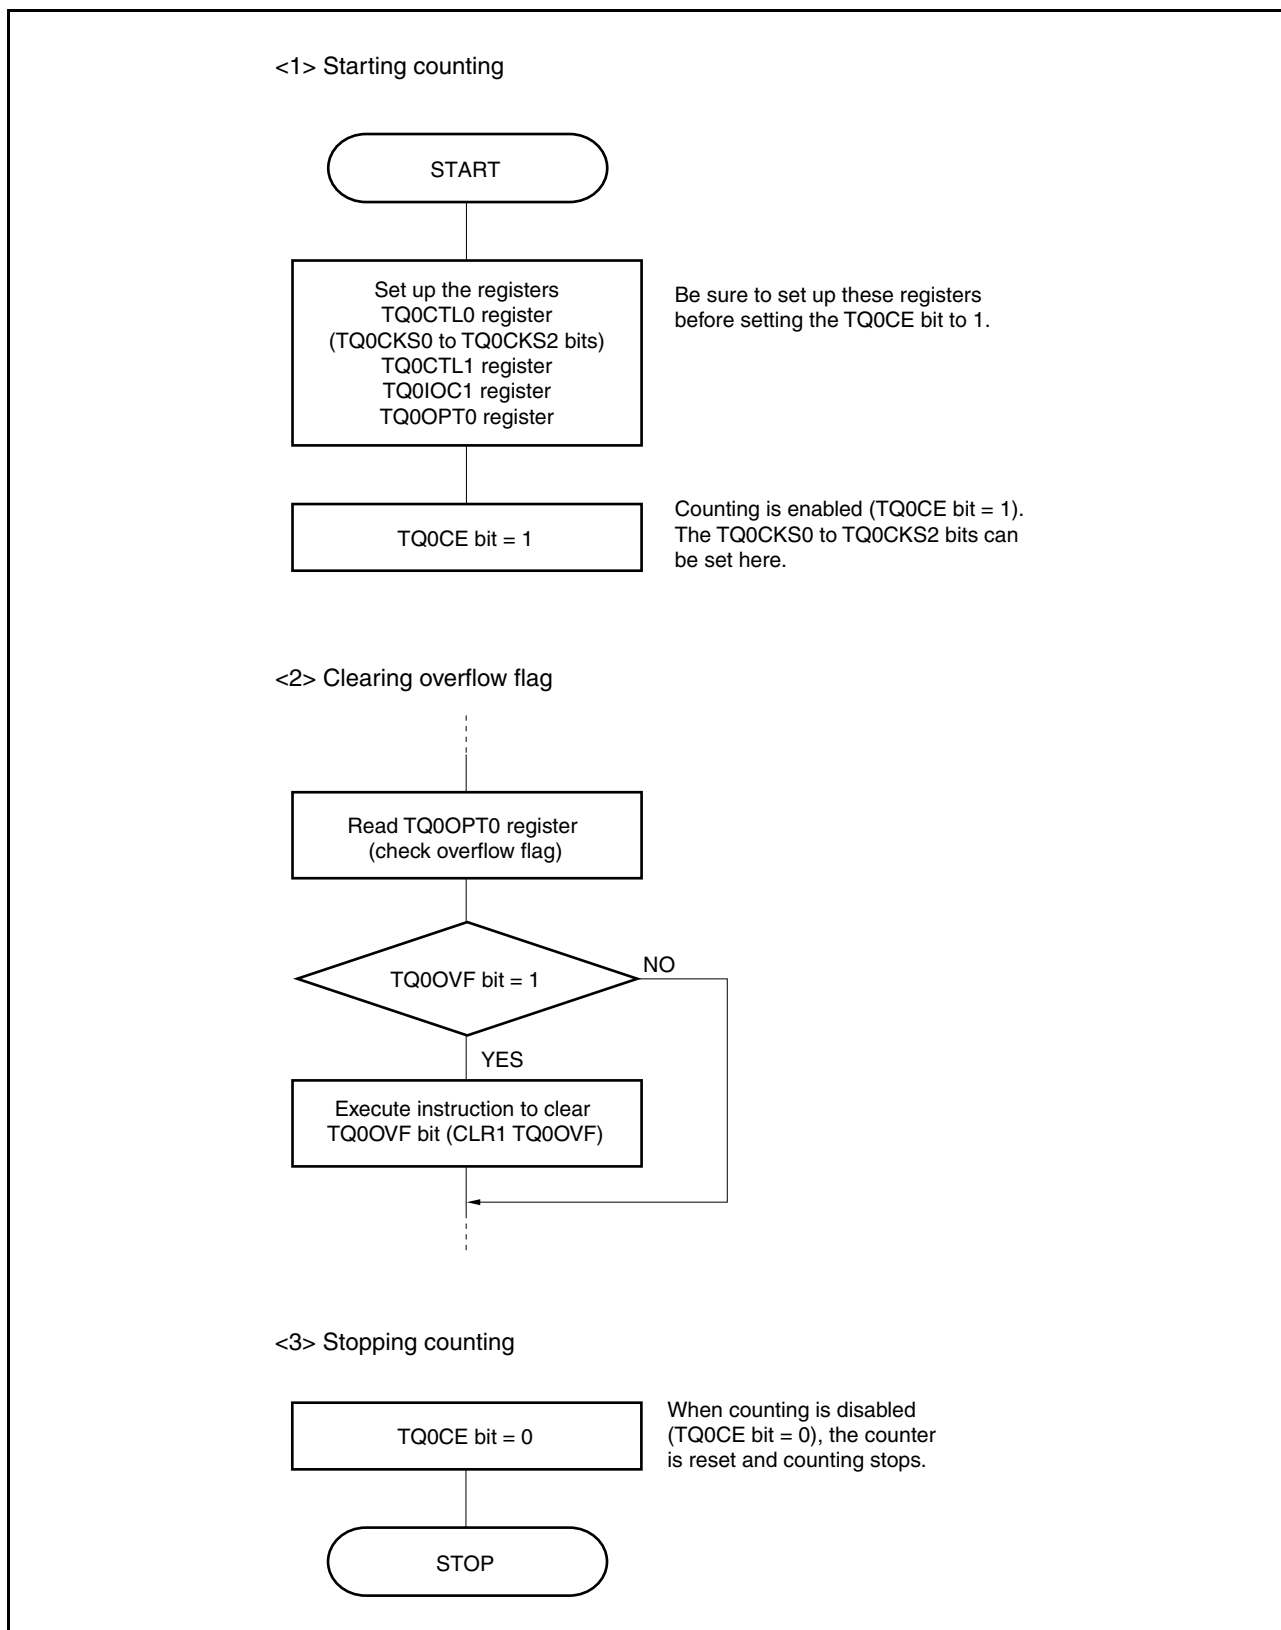 <1> Starting counting
START
Set up the registers
TQ0CTL0 register
(TQ0CKS0 to TQ0CKS2 bits)
TQ0CTL1 register
TQ0IOC1 register
TQ0OPT0 register
Be sure to set up these registers
before setting the TQ0CE bit to 1.
TQ0CE bit = 1
Counting is enabled (TQ0CE bit = 1).
The TQ0CKS0 to TQ0CKS2 bits can
be set here.
<2> Clearing overflow flag
Read TQ0OPT0 register
(check overflow flag)
TQ0OVF bit = 1
NO
YES
Execute instruction to clear
TQ0OVF bit (CLR1 TQ0OVF)
<3> Stopping counting
TQ0CE bit = 0
When counting is disabled
(TQ0CE bit = 0), the counter
is reset and counting stops.
STOP